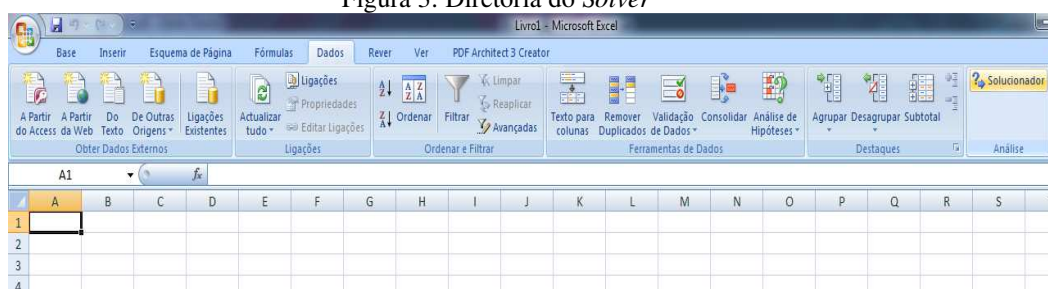 Figura 3: Diretoria do Solver
Livro1 - Microsoft Excel
Base Inserir Esquema de Página Fórmulas Dados Rever Ver PDF Architect 3 Creator
A Partir do Access
A Partir da Web
Do Texto
De Outras Origens
Ligações Existentes
Obter Dados Externos
Actualizar tudo
Ligações
Propriedades
Editar Ligações
Ligações
Ordenar
Filtrar
Limpar
Reaplicar
Avançadas
Ordenar e Filtrar
Texto para colunas
Remover Duplicados
Validação de Dados
Consolidar
Análise de Hipóteses
Ferramentas de Dados
Agrupar
Desagrupar
Subtotal
Destaques
Solucionador
Análise
A1 fx
A B C D E F G H I J K L M N O P Q R S
1
2
3
4